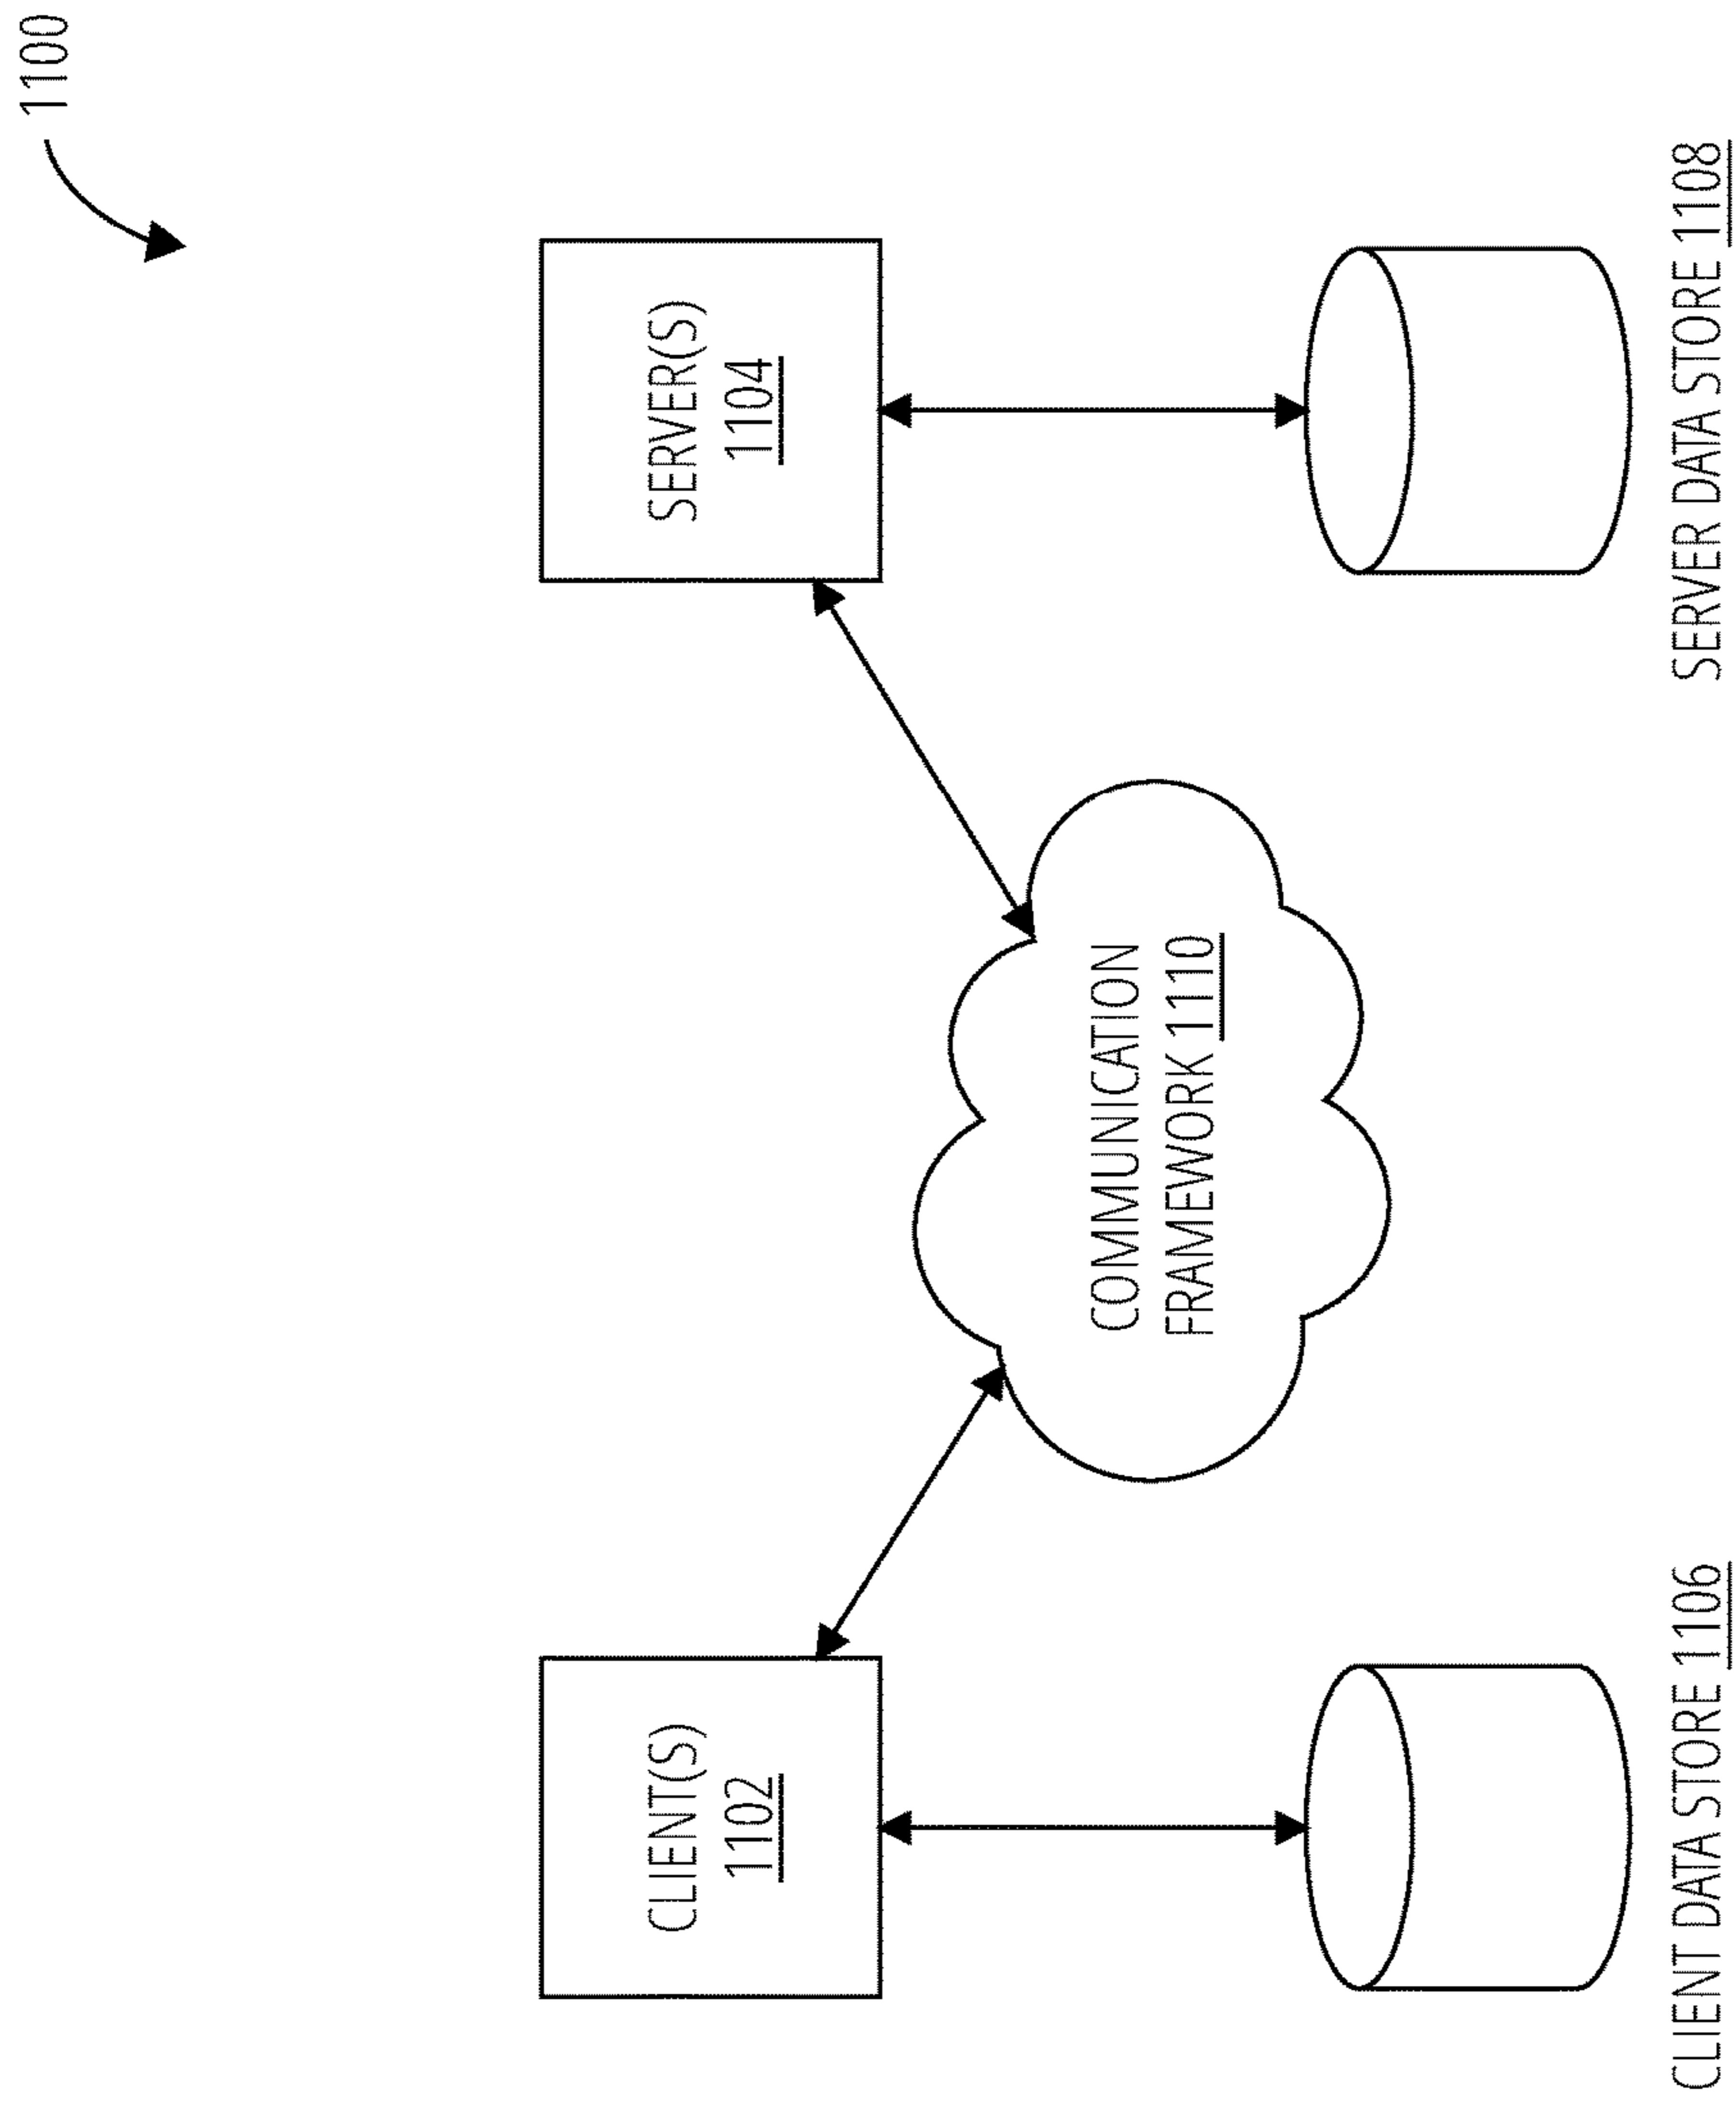 1100
CLIENT(S)
1102
SERVER(S)
1104
COMMUNICATION
FRAMEWORK 1110
CLIENT DATA STORE 1106
SERVER DATA STORE 1108